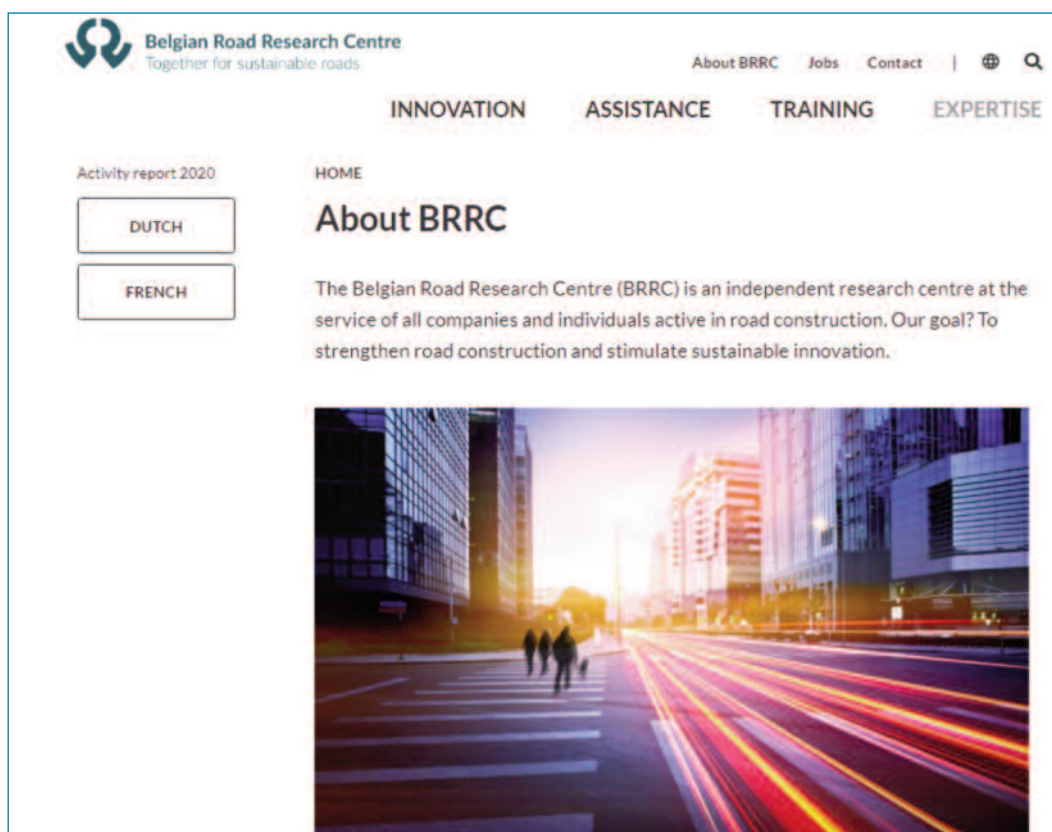 Belgian Road Research Centre
Together for sustainable roads
About BRRC Jobs Contact |
INNOVATION ASSISTANCE TRAINING EXPERTISE
Activity report 2020
DUTCH
FRENCH
HOME
About BRRC
The Belgian Road Research Centre (BRRC) is an independent research centre at the
service of all companies and individuals active in road construction. Our goal? To
strengthen road construction and stimulate sustainable innovation.